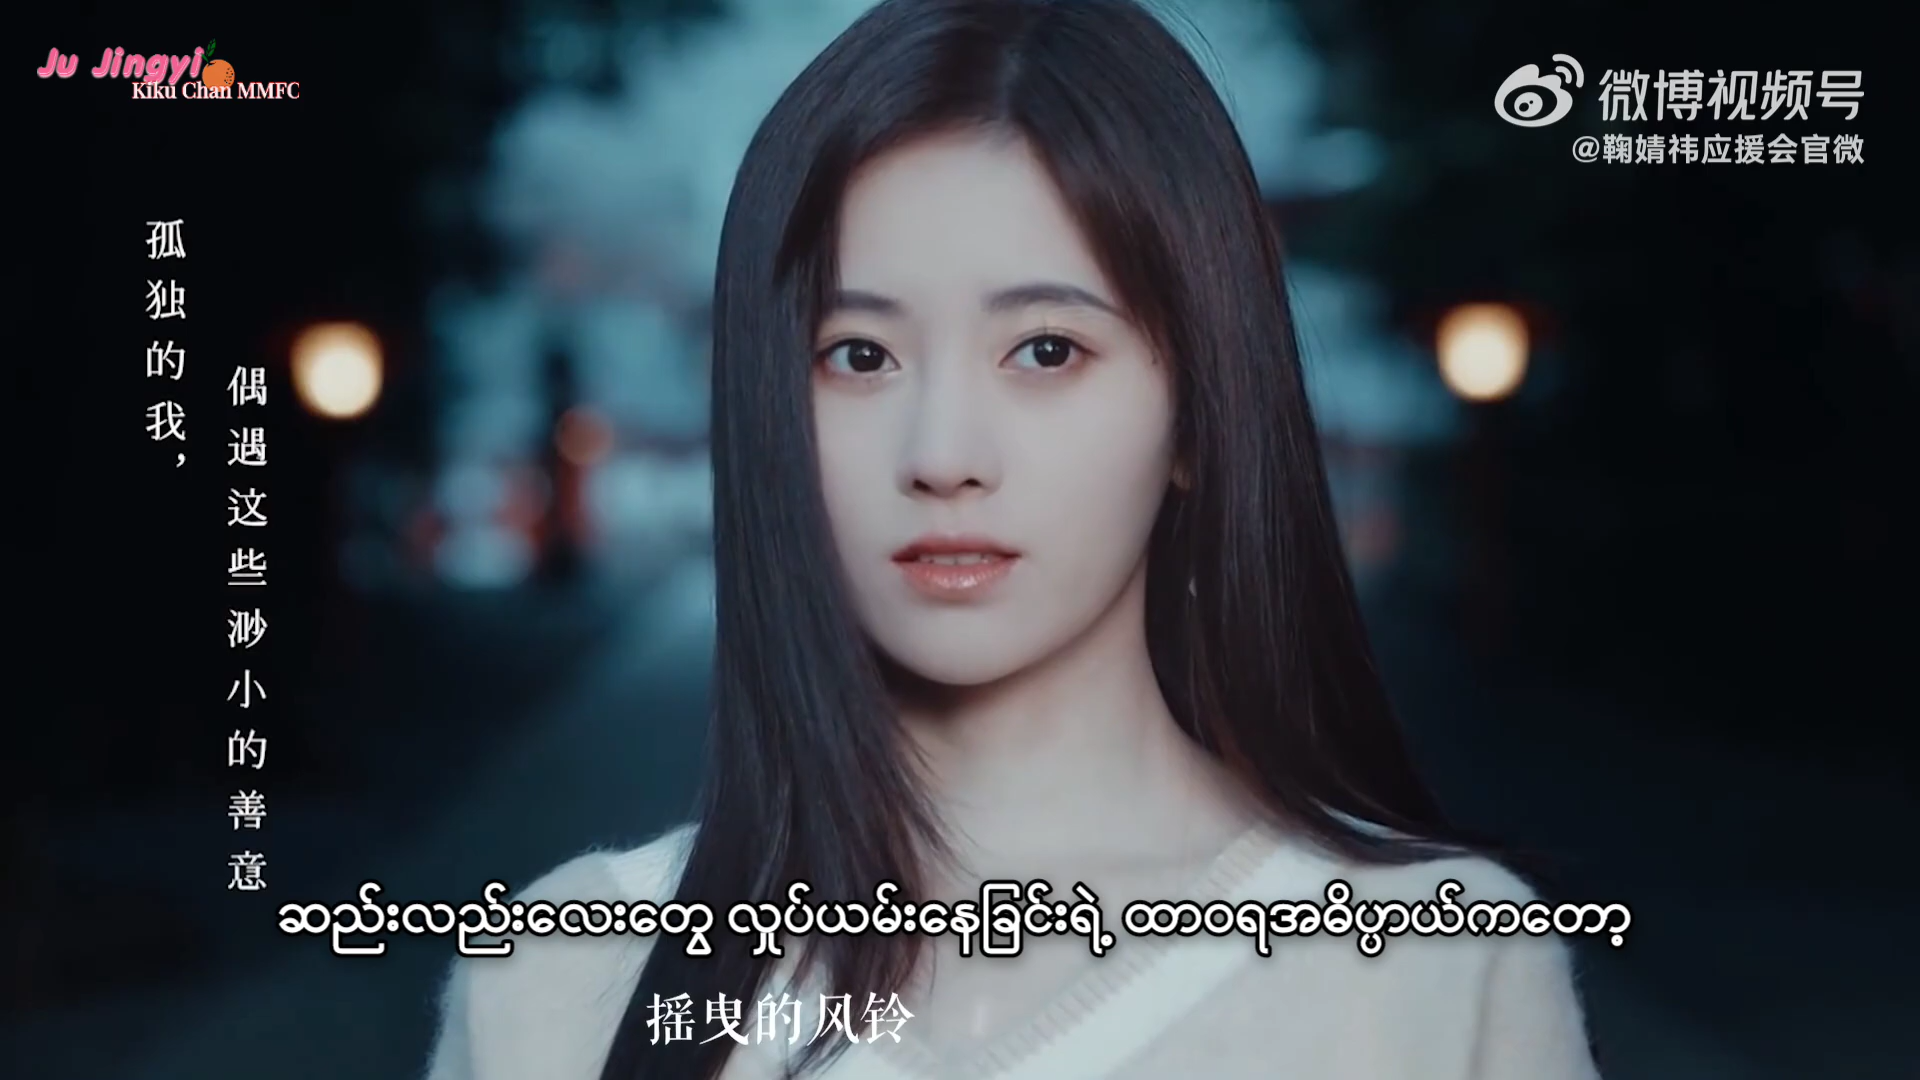 Ju Jingyi
Kiku Chan MMFC
微博视频号
@鞠婧祎应援会官微
孤独的我，
偶遇这些渺小的善意
ဆည်းလည်းလေးတွေ လှုပ်ယမ်းနေခြင်းရဲ့ ထာဝရအဓိပ္ပာယ်ကတော့
摇曳的风铃